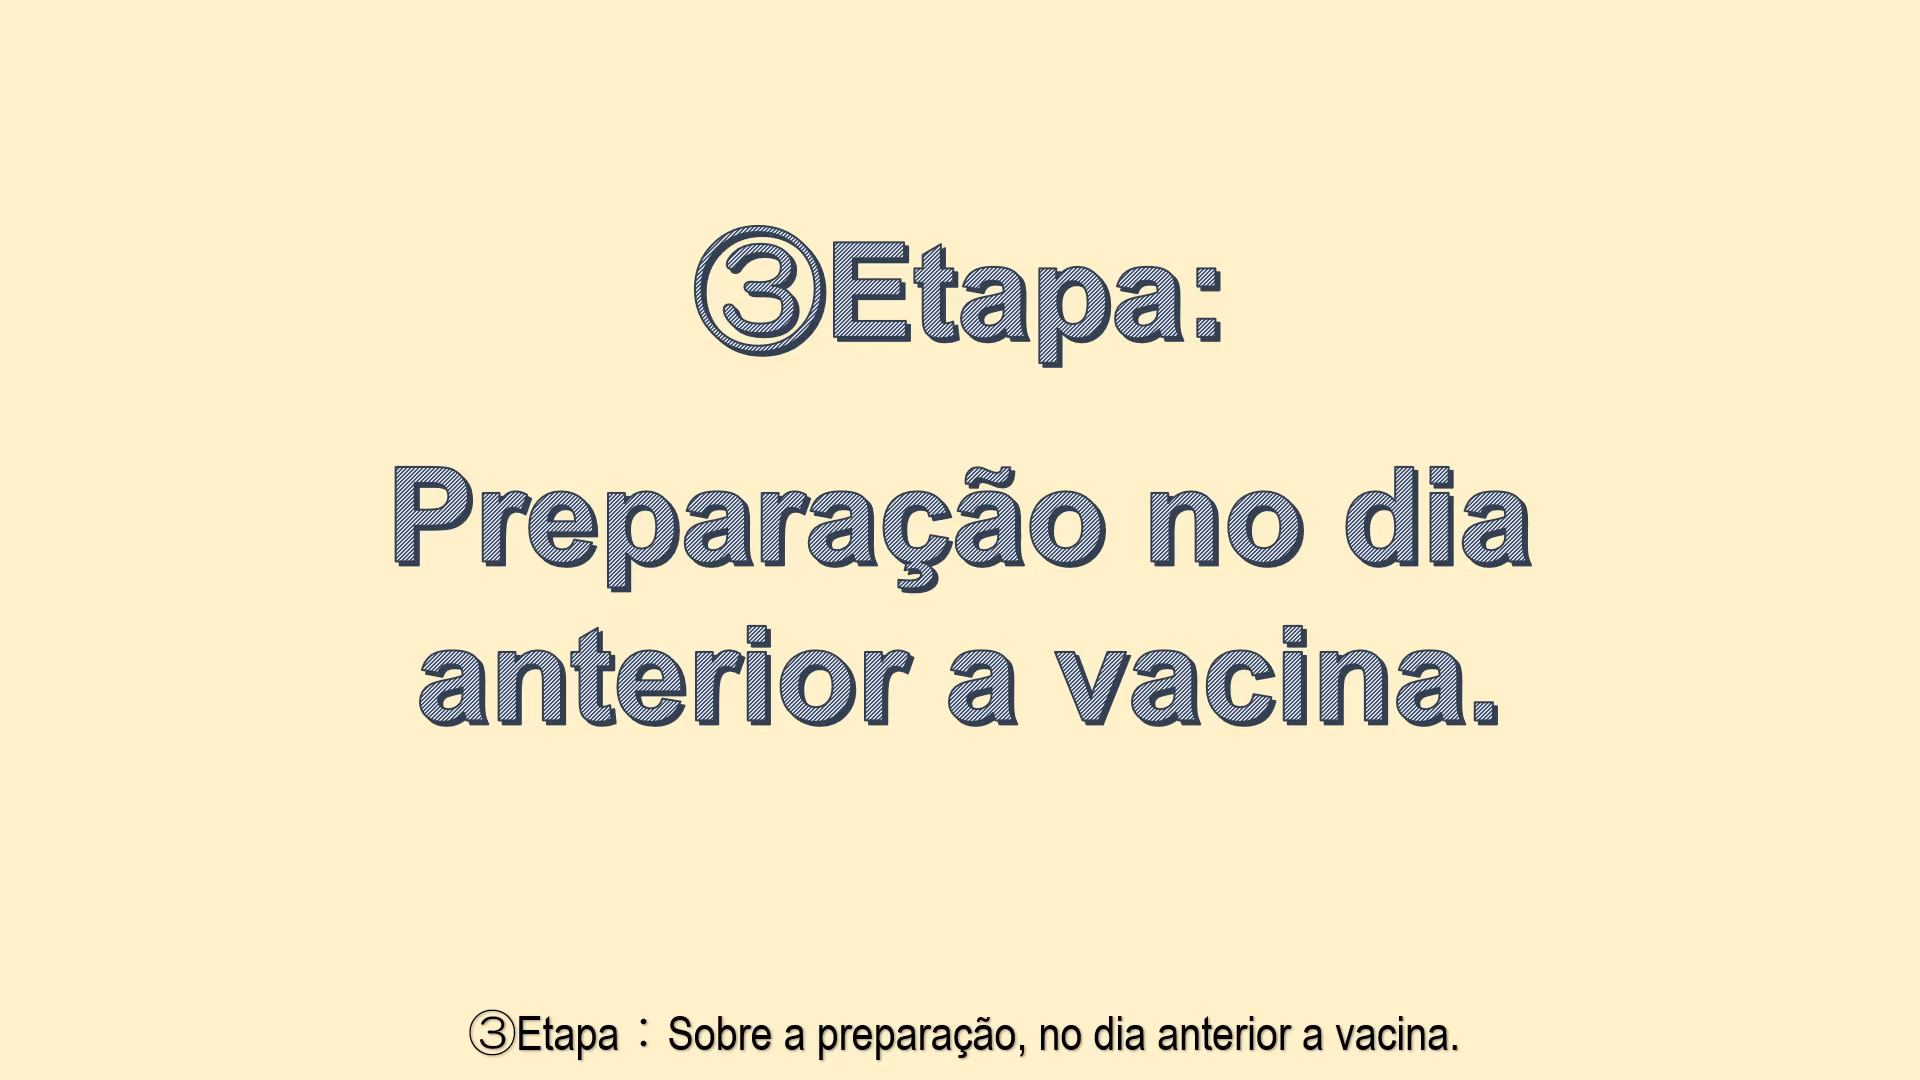 ③Etapa:
Preparação no dia
anterior a vacina.
③Etapa：Sobre a preparação, no dia anterior a vacina.